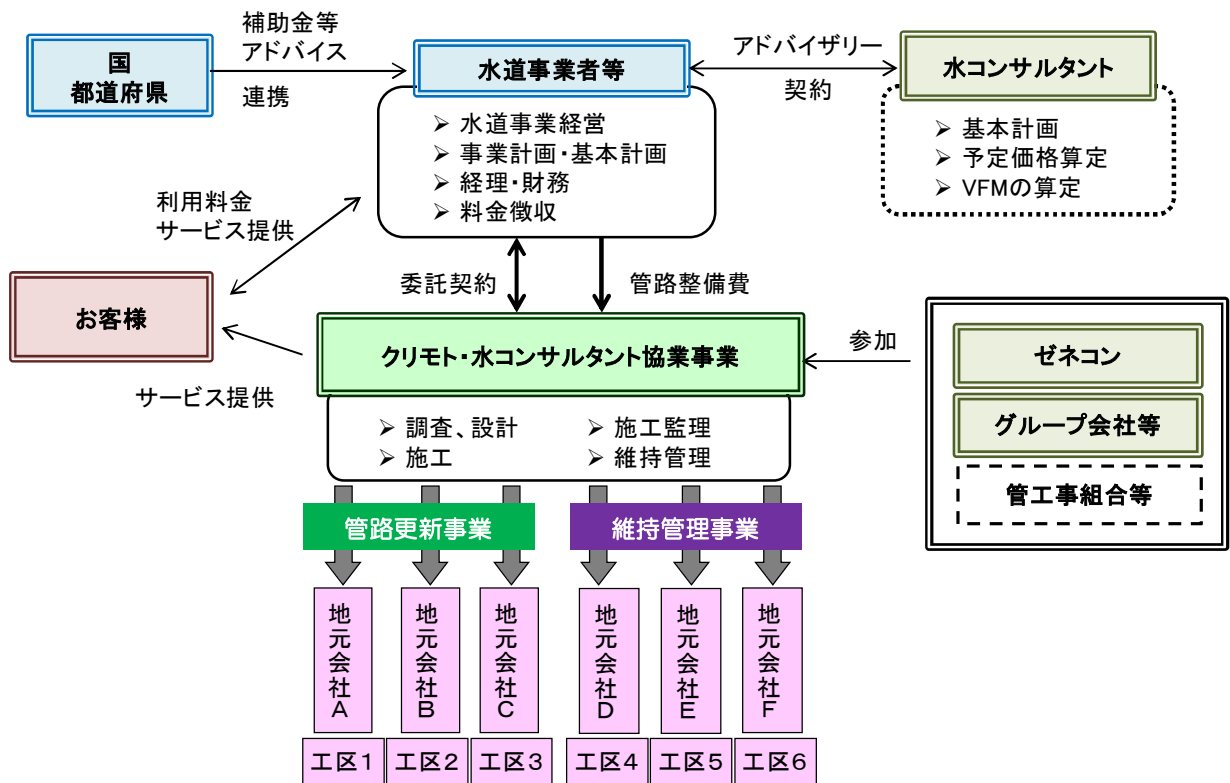 国
都道府県
補助金等
アドバイス
連携
水道事業者等
アドバイザリー
契約
水コンサルタント
➢ 水道事業経営
➢ 事業計画・基本計画
➢ 経理・財務
➢ 料金徴収
➢ 基本計画
➢ 予定価格算定
➢ VFMの算定
利用料金
サービス提供
お客様
委託契約
管路整備費
サービス提供
クリモト・水コンサルタント協業事業
参加
ゼネコン
グループ会社等
管工事組合等
➢ 調査、設計
➢ 施工
➢ 施工監理
➢ 維持管理
管路更新事業
維持管理事業
地元会社A
地元会社B
地元会社C
地元会社D
地元会社E
地元会社F
工区1
工区2
工区3
工区4
工区5
工区6